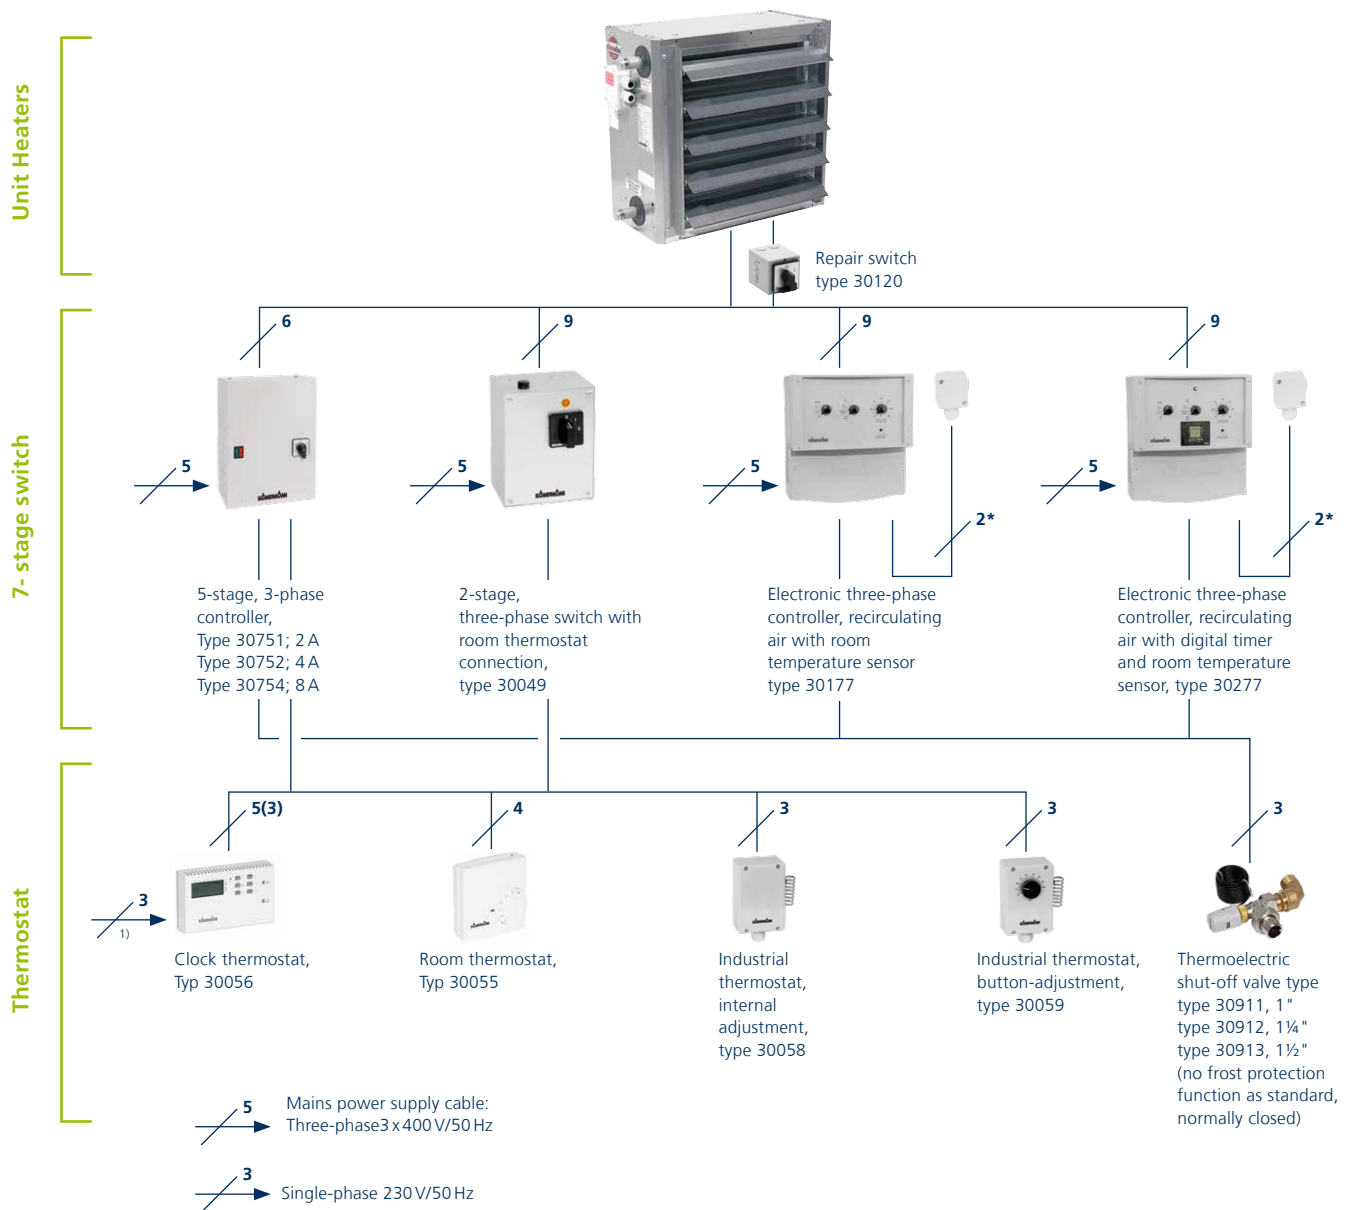 Unit Heaters
Repair switch
type 30120
7- stage switch
6
9
9
9
5
5
5
5
2*
2*
5-stage, 3-phase
controller,
Type 30751; 2 A
Type 30752; 4 A
Type 30754; 8 A
2-stage,
three-phase switch with
room thermostat
connection,
type 30049
Electronic three-phase
controller, recirculating
air with room
temperature sensor
type 30177
Electronic three-phase
controller, recirculating
air with digital timer
and room temperature
sensor, type 30277
Thermostat
5(3)
4
3
3
3
3
1)
Clock thermostat,
Typ 30056
Room thermostat,
Typ 30055
Industrial
thermostat,
internal
adjustment,
type 30058
Industrial thermostat,
button-adjustment,
type 30059
Thermoelectric
shut-off valve type
type 30911, 1"
type 30912, 1¼"
type 30913, 1½"
(no frost protection
function as standard,
normally closed)
5
Mains power supply cable:
Three-phase3 x 400 V/50 Hz
3
Single-phase 230 V/50 Hz